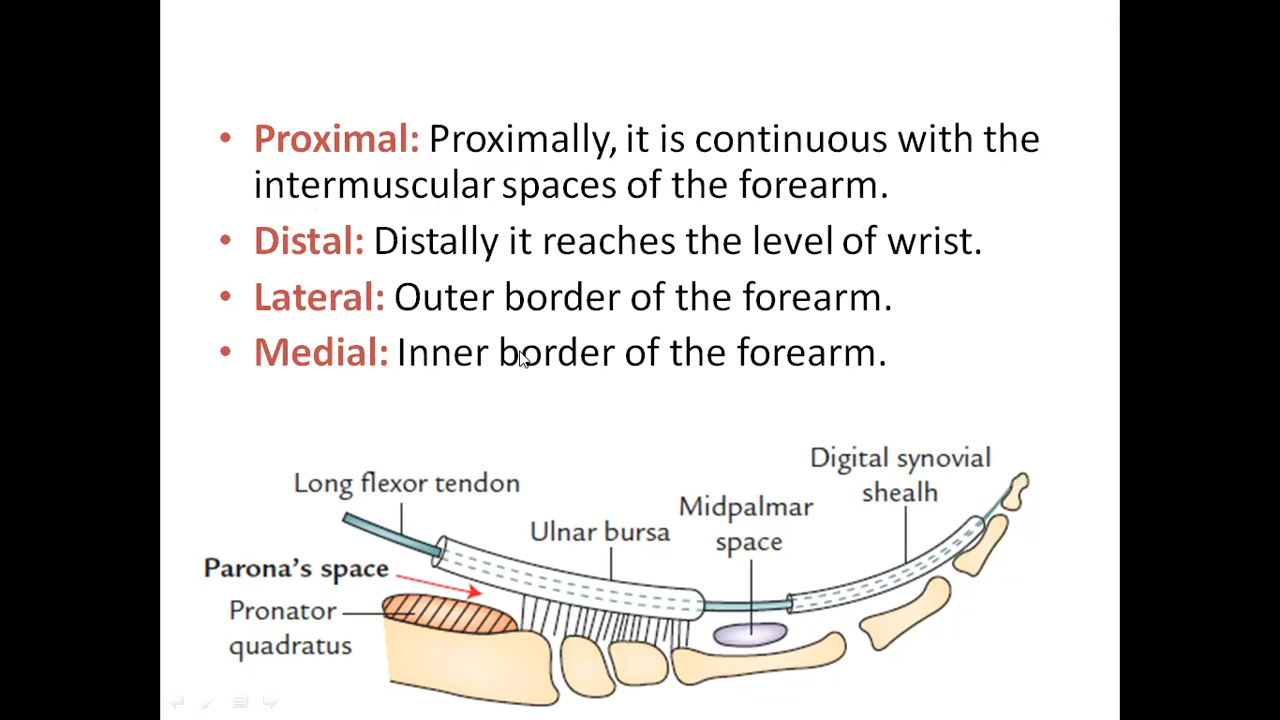 • Proximal: Proximally, it is continuous with the
intermuscular spaces of the forearm.
• Distal: Distally it reaches the level of wrist.
• Lateral: Outer border of the forearm.
• Medial: Inner border of the forearm.
Digital synovial
shealh
Long flexor tendon
Midpalmar
space
Ulnar bursa
Parona's space
Pronator
quadratus